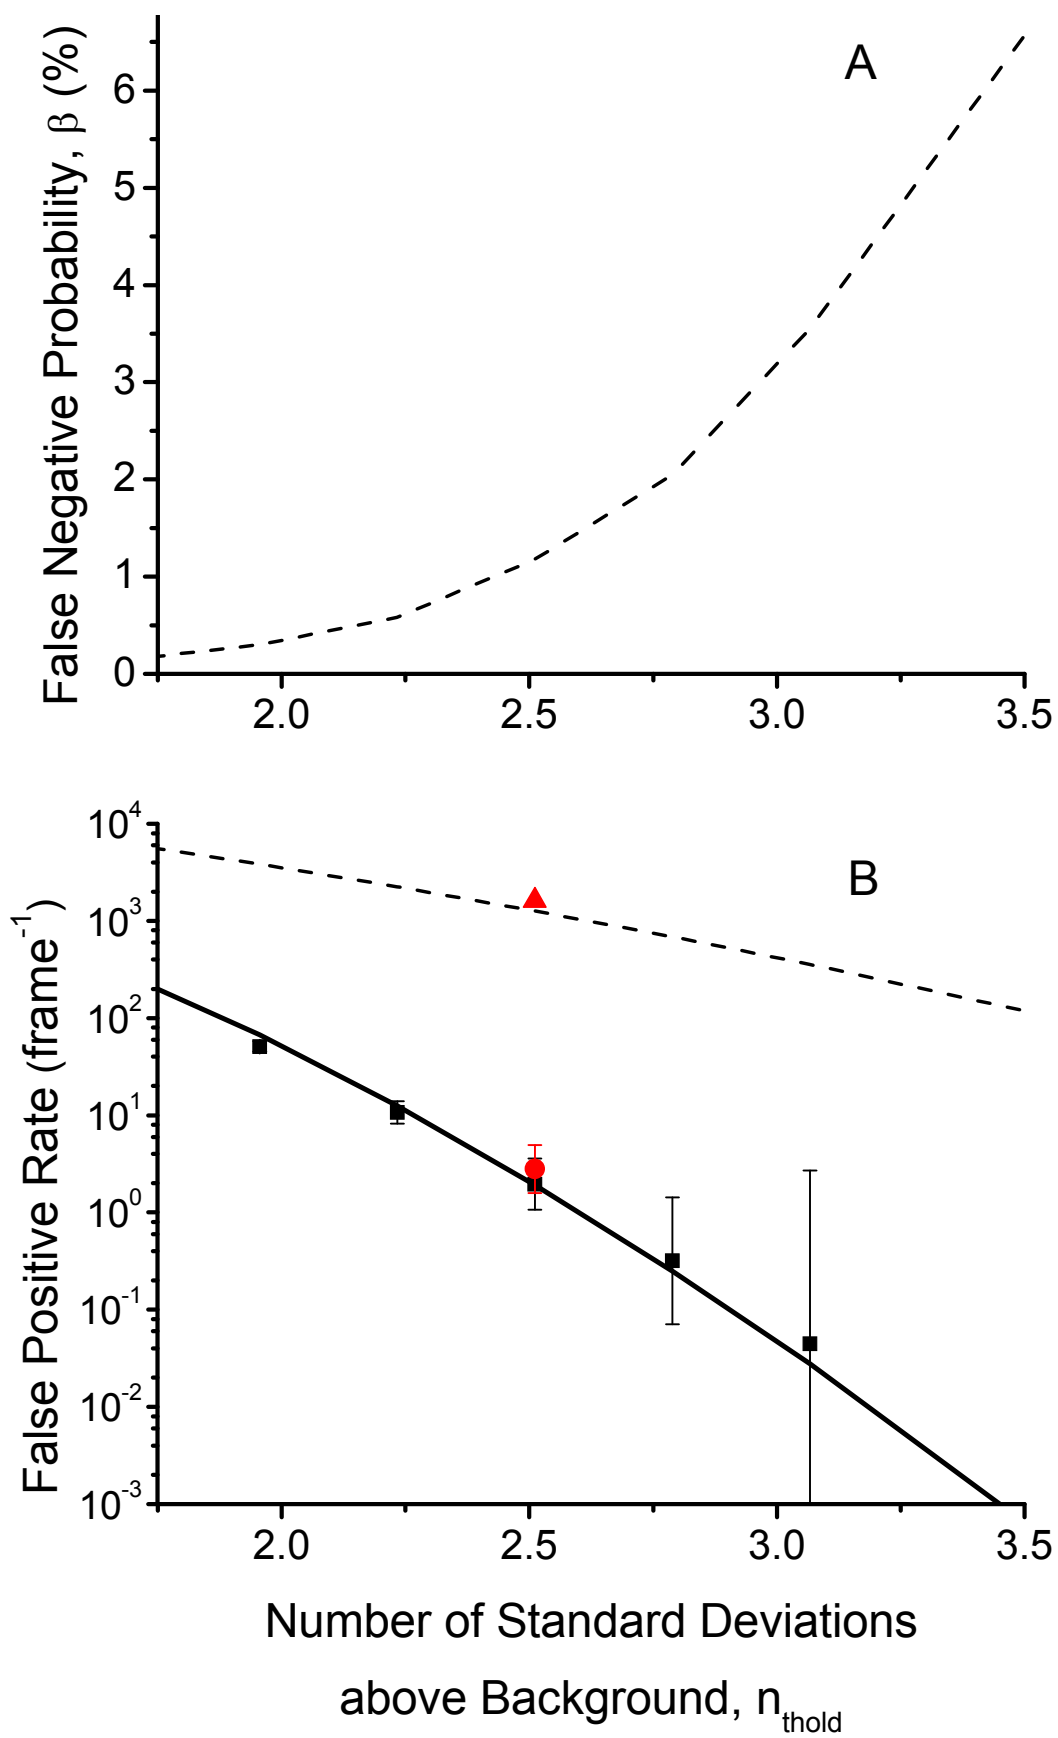 False Negative Probability, β (%)
A
6
5
4
3
2
1
0
2.0 2.5 3.0 3.5
False Positive Rate (frame⁻¹)
B
10⁴
10³
10²
10¹
10⁰
10⁻¹
10⁻²
10⁻³
2.0 2.5 3.0 3.5
Number of Standard Deviations
above Background, n_thold